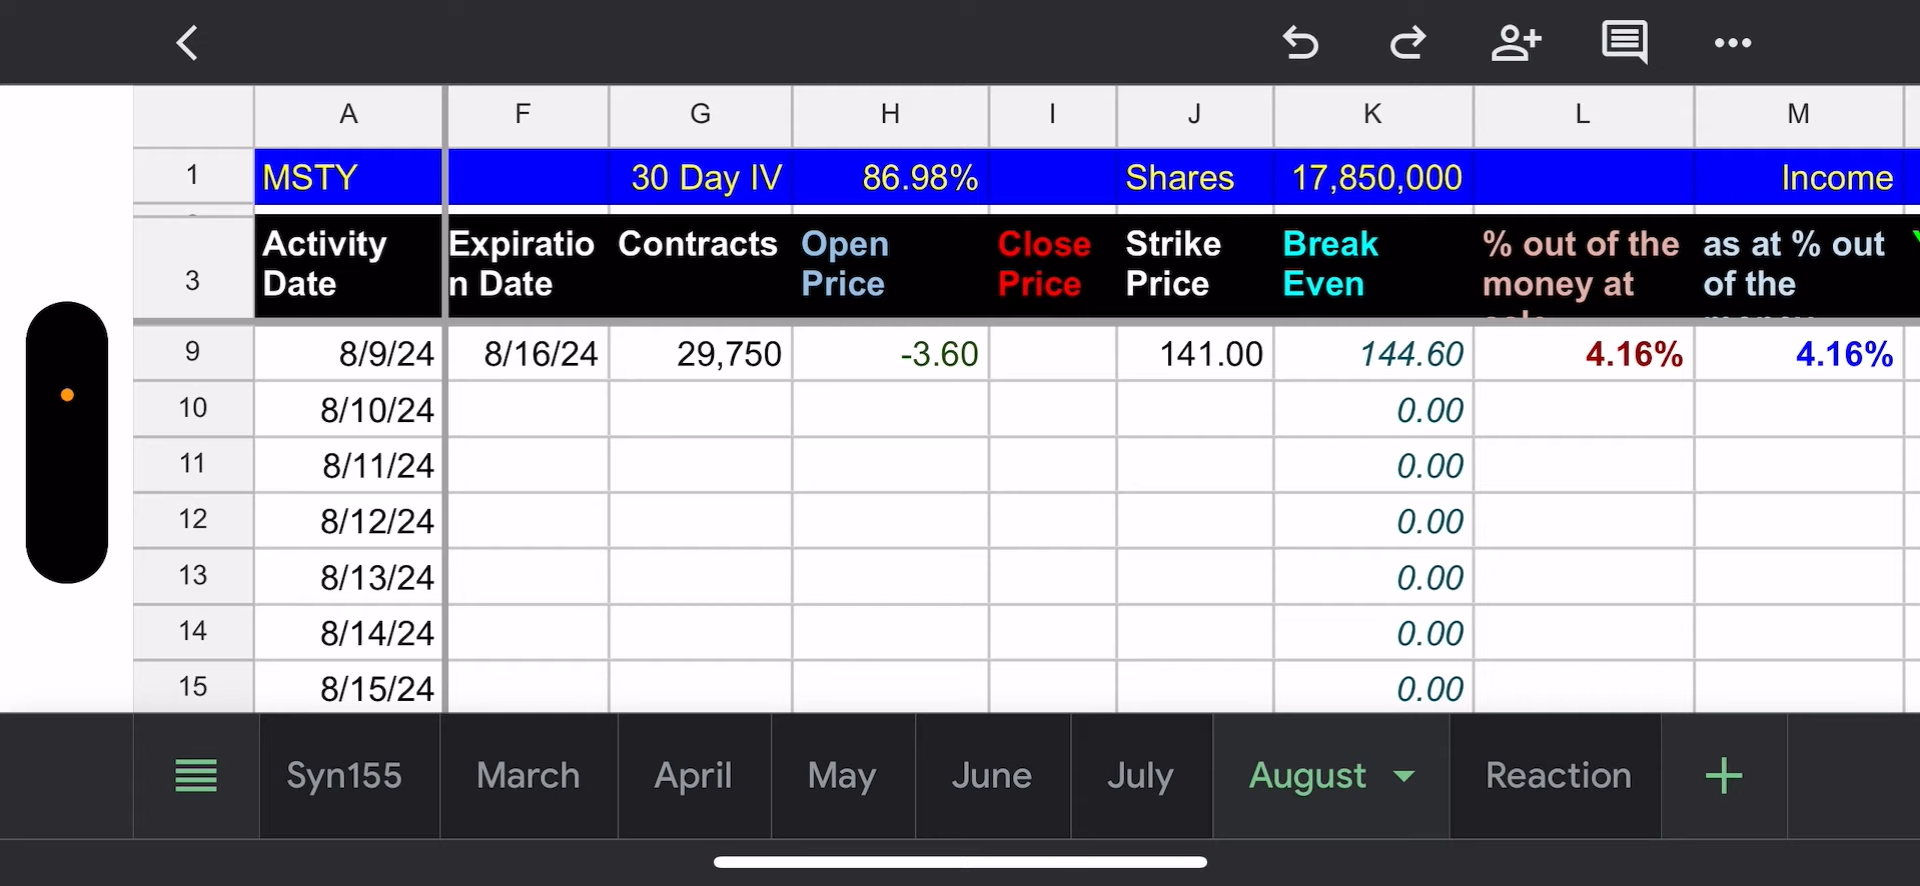 A F G H I J K L M
1 MSTY 30 Day IV 86.98% Shares 17,850,000 Income
3 Activity Date Expiratio n Date Contracts Open Price Close Price Strike Price Break Even % out of the money at as at % out of the
9 8/9/24 8/16/24 29,750 -3.60 141.00 144.60 4.16% 4.16%
10 8/10/24 0.00
11 8/11/24 0.00
12 8/12/24 0.00
13 8/13/24 0.00
14 8/14/24 0.00
15 8/15/24 0.00
Syn155 March April May June July August Reaction